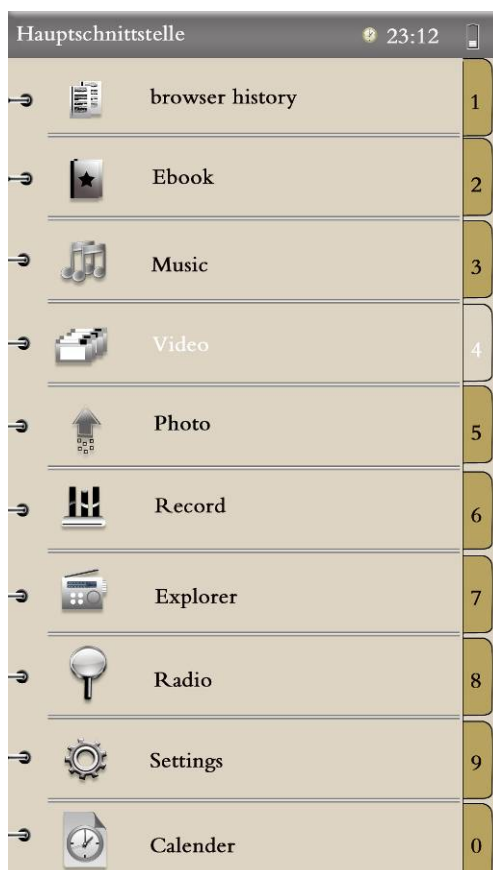 Hauptschnittstelle 23:12
browser history 1
Ebook 2
Music 3
Video 4
Photo 5
Record 6
Explorer 7
Radio 8
Settings 9
Calender 0